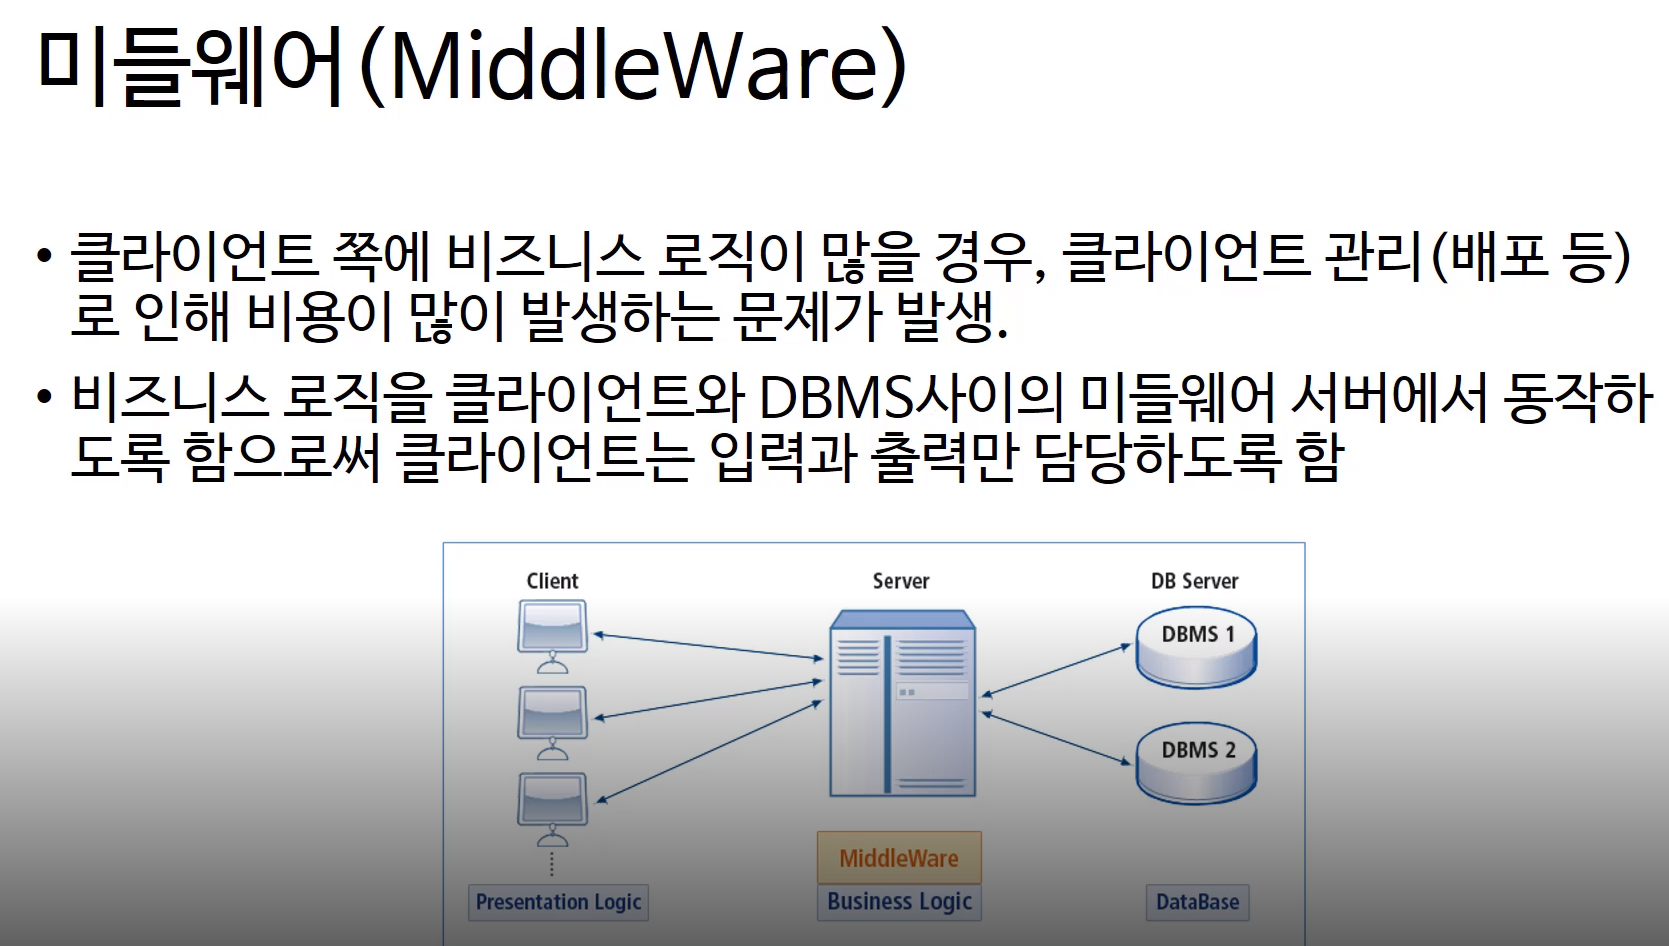 미들웨어(MiddleWare)
• 클라이언트 쪽에 비즈니스 로직이 많을 경우, 클라이언트 관리(배포 등)
로 인해 비용이 많이 발생하는 문제가 발생.
• 비즈니스 로직을 클라이언트와 DBMS사이의 미들웨어 서버에서 동작하
도록 함으로써 클라이언트는 입력과 출력만 담당하도록 함
Client
Server
DB Server
DBMS 1
DBMS 2
MiddleWare
Presentation Logic
Business Logic
DataBase